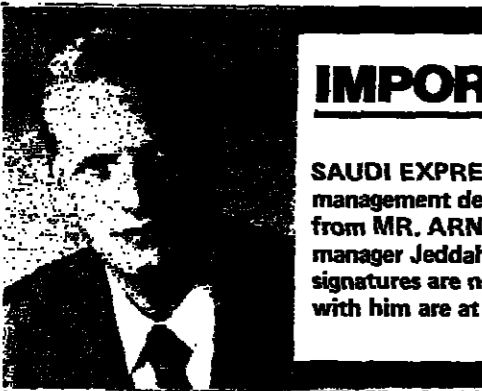 IMPOR
SAUDI EXPRE
management de
from MR. ARN
manager Jeddah
signatures are n
with him are at